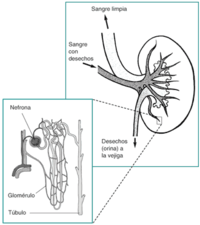 Sangre limpia
Sangre
con
desechos
Nefrona
Desechos
(orina) a
la vejiga
Glomérulo
Túbulo